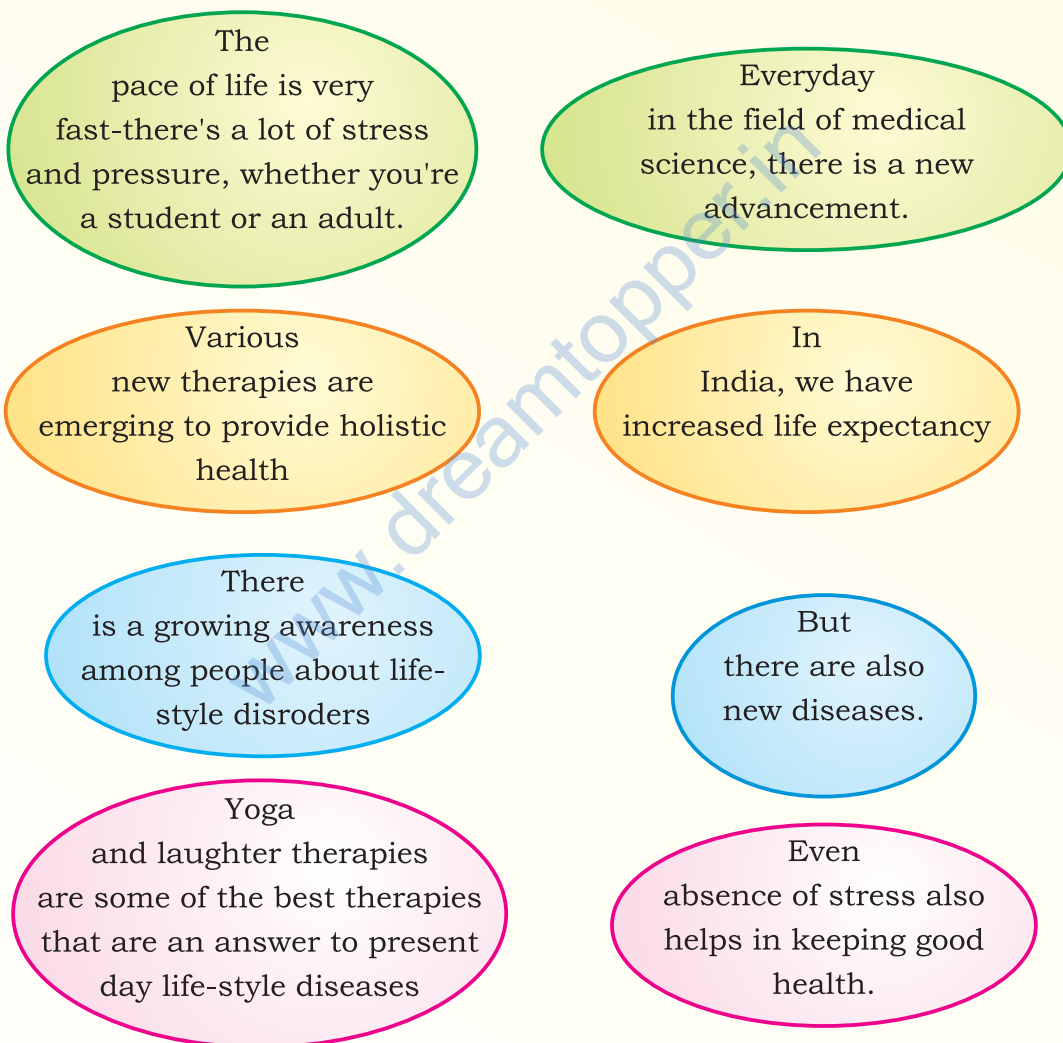 The
pace of life is very
fast-there's a lot of stress
and pressure, whether you're
a student or an adult.
Everyday
in the field of medical
science, there is a new
advancement.
Various
new therapies are
emerging to provide holistic
health
In
India, we have
increased life expectancy
There
is a growing awareness
among people about life-
style disroders
But
there are also
new diseases.
Yoga
and laughter therapies
are some of the best therapies
that are an answer to present
day life-style diseases
Even
absence of stress also
helps in keeping good
health.
www.dreamtopper.in